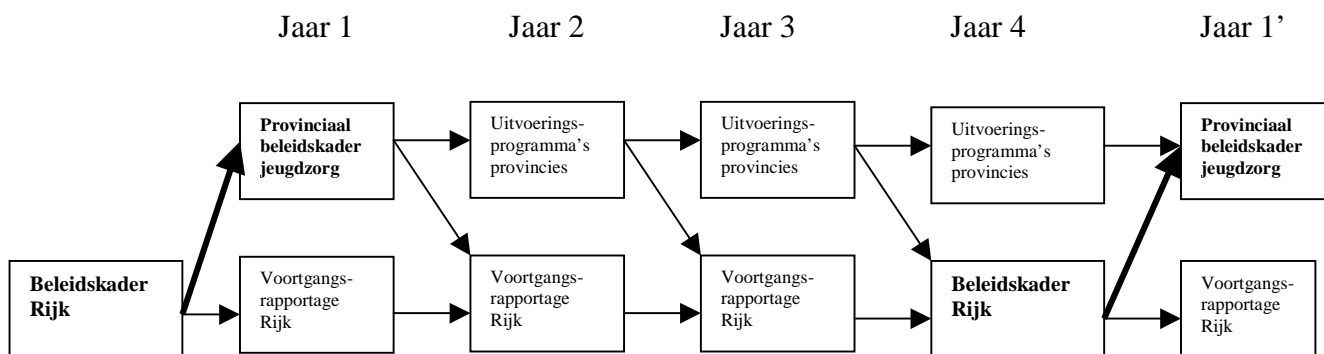 Jaar 1
Jaar 2
Jaar 3
Jaar 4
Jaar 1’
Provinciaal
beleidskader
jeugdzorg
Uitvoerings-
programma’s
provincies
Uitvoerings-
programma’s
provincies
Uitvoerings-
programma’s
provincies
Provinciaal
beleidskader
jeugdzorg
Beleidskader
Rijk
Voortgangs-
rapportage
Rijk
Voortgangs-
rapportage
Rijk
Voortgangs-
rapportage
Rijk
Beleidskader
Rijk
Voortgangs-
rapportage
Rijk